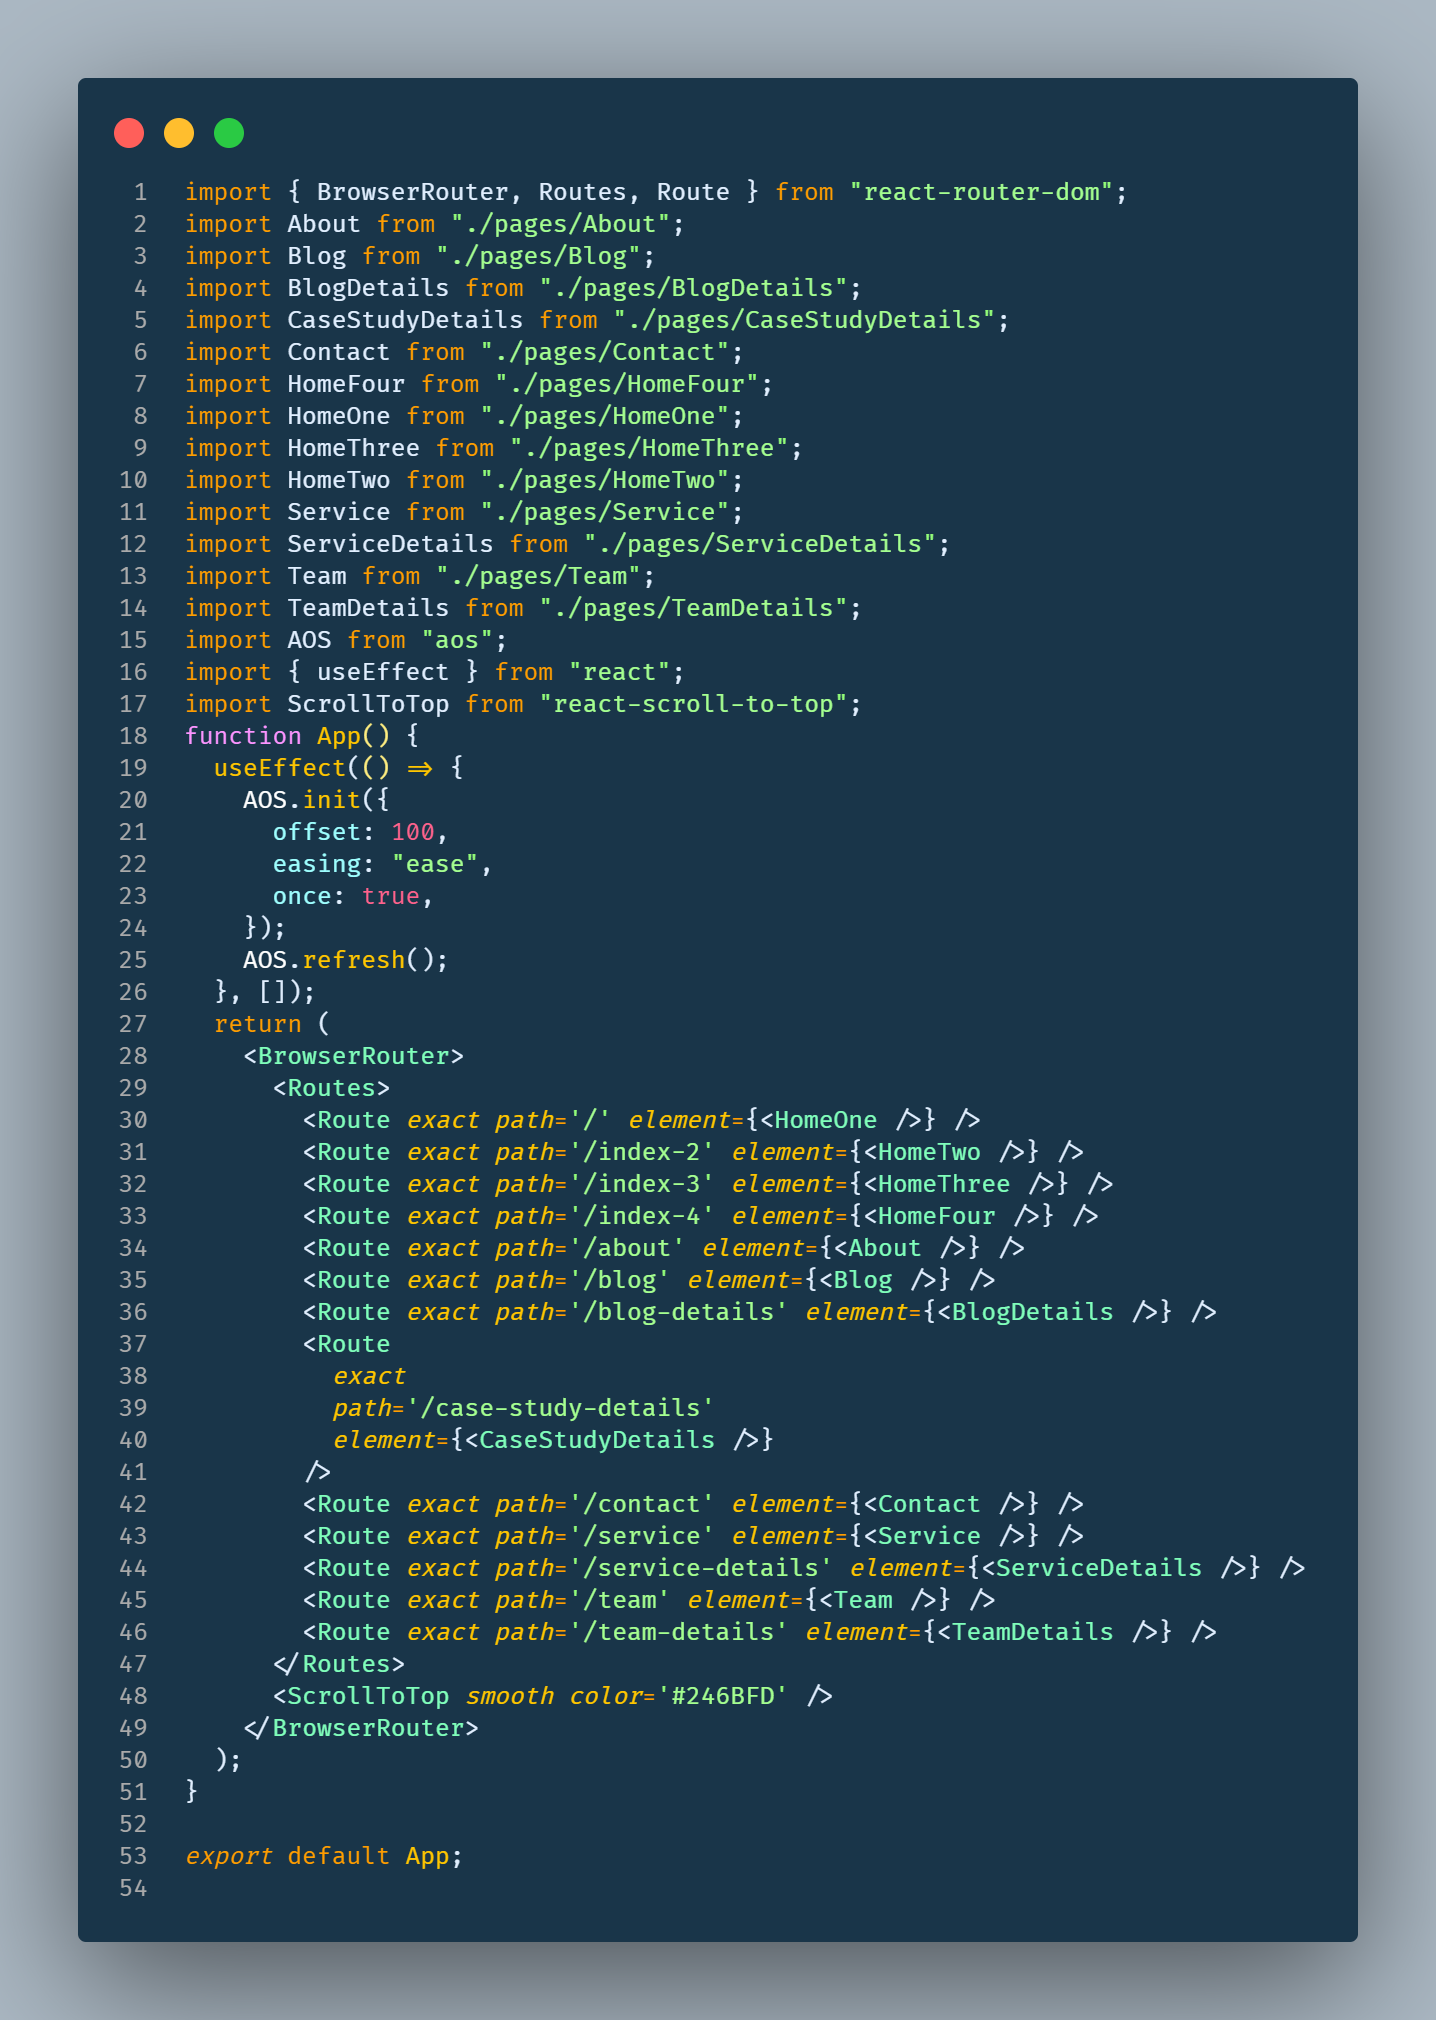 1 import { BrowserRouter, Routes, Route } from "react-router-dom";
2 import About from "./pages/About";
3 import Blog from "./pages/Blog";
4 import BlogDetails from "./pages/BlogDetails";
5 import CaseStudyDetails from "./pages/CaseStudyDetails";
6 import Contact from "./pages/Contact";
7 import HomeFour from "./pages/HomeFour";
8 import HomeOne from "./pages/HomeOne";
9 import HomeThree from "./pages/HomeThree";
10 import HomeTwo from "./pages/HomeTwo";
11 import Service from "./pages/Service";
12 import ServiceDetails from "./pages/ServiceDetails";
13 import Team from "./pages/Team";
14 import TeamDetails from "./pages/TeamDetails";
15 import AOS from "aos";
16 import { useEffect } from "react";
17 import ScrollToTop from "react-scroll-to-top";
18 function App() {
19   useEffect(() => {
20     AOS.init({
21       offset: 100,
22       easing: "ease",
23       once: true,
24     });
25     AOS.refresh();
26   }, []);
27   return (
28     <BrowserRouter>
29       <Routes>
30         <Route exact path='/' element={<HomeOne />} />
31         <Route exact path='/index-2' element={<HomeTwo />} />
32         <Route exact path='/index-3' element={<HomeThree />} />
33         <Route exact path='/index-4' element={<HomeFour />} />
34         <Route exact path='/about' element={<About />} />
35         <Route exact path='/blog' element={<Blog />} />
36         <Route exact path='/blog-details' element={<BlogDetails />} />
37         <Route
38           exact
39           path='/case-study-details'
40           element={<CaseStudyDetails />}
41         />
42         <Route exact path='/contact' element={<Contact />} />
43         <Route exact path='/service' element={<Service />} />
44         <Route exact path='/service-details' element={<ServiceDetails />} />
45         <Route exact path='/team' element={<Team />} />
46         <Route exact path='/team-details' element={<TeamDetails />} />
47       </Routes>
48       <ScrollToTop smooth color='#246BFD' />
49     </BrowserRouter>
50   );
51 }
52
53 export default App;
54